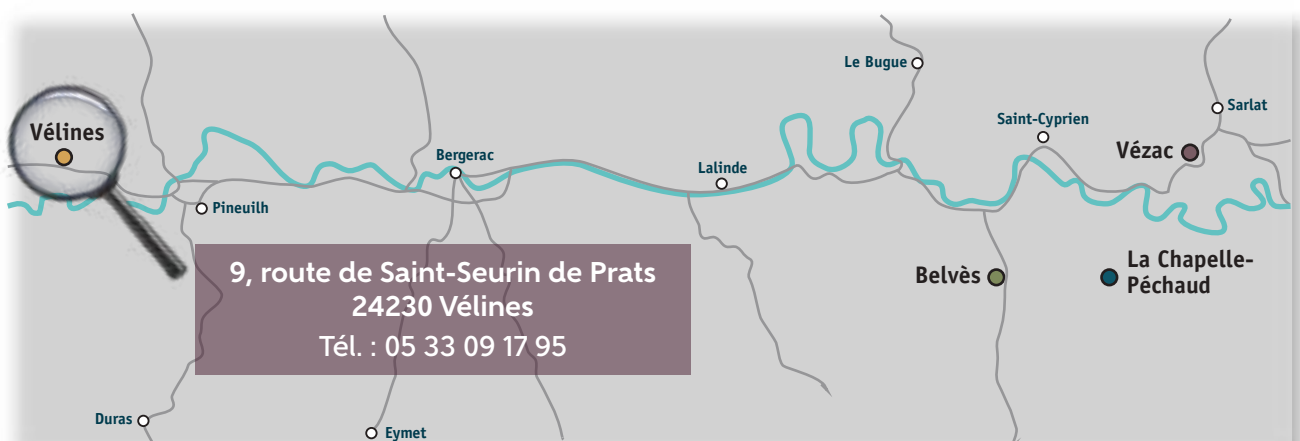 Le Bugue
Sarlat
Saint-Cyprien
Vélines
Vézac
Bergerac
Lalinde
Pineuilh
9, route de Saint-Seurin de Prats
24230 Vélines
Tél. : 05 33 09 17 95
Belvès
La Chapelle-
Péchaud
Duras
Eymet